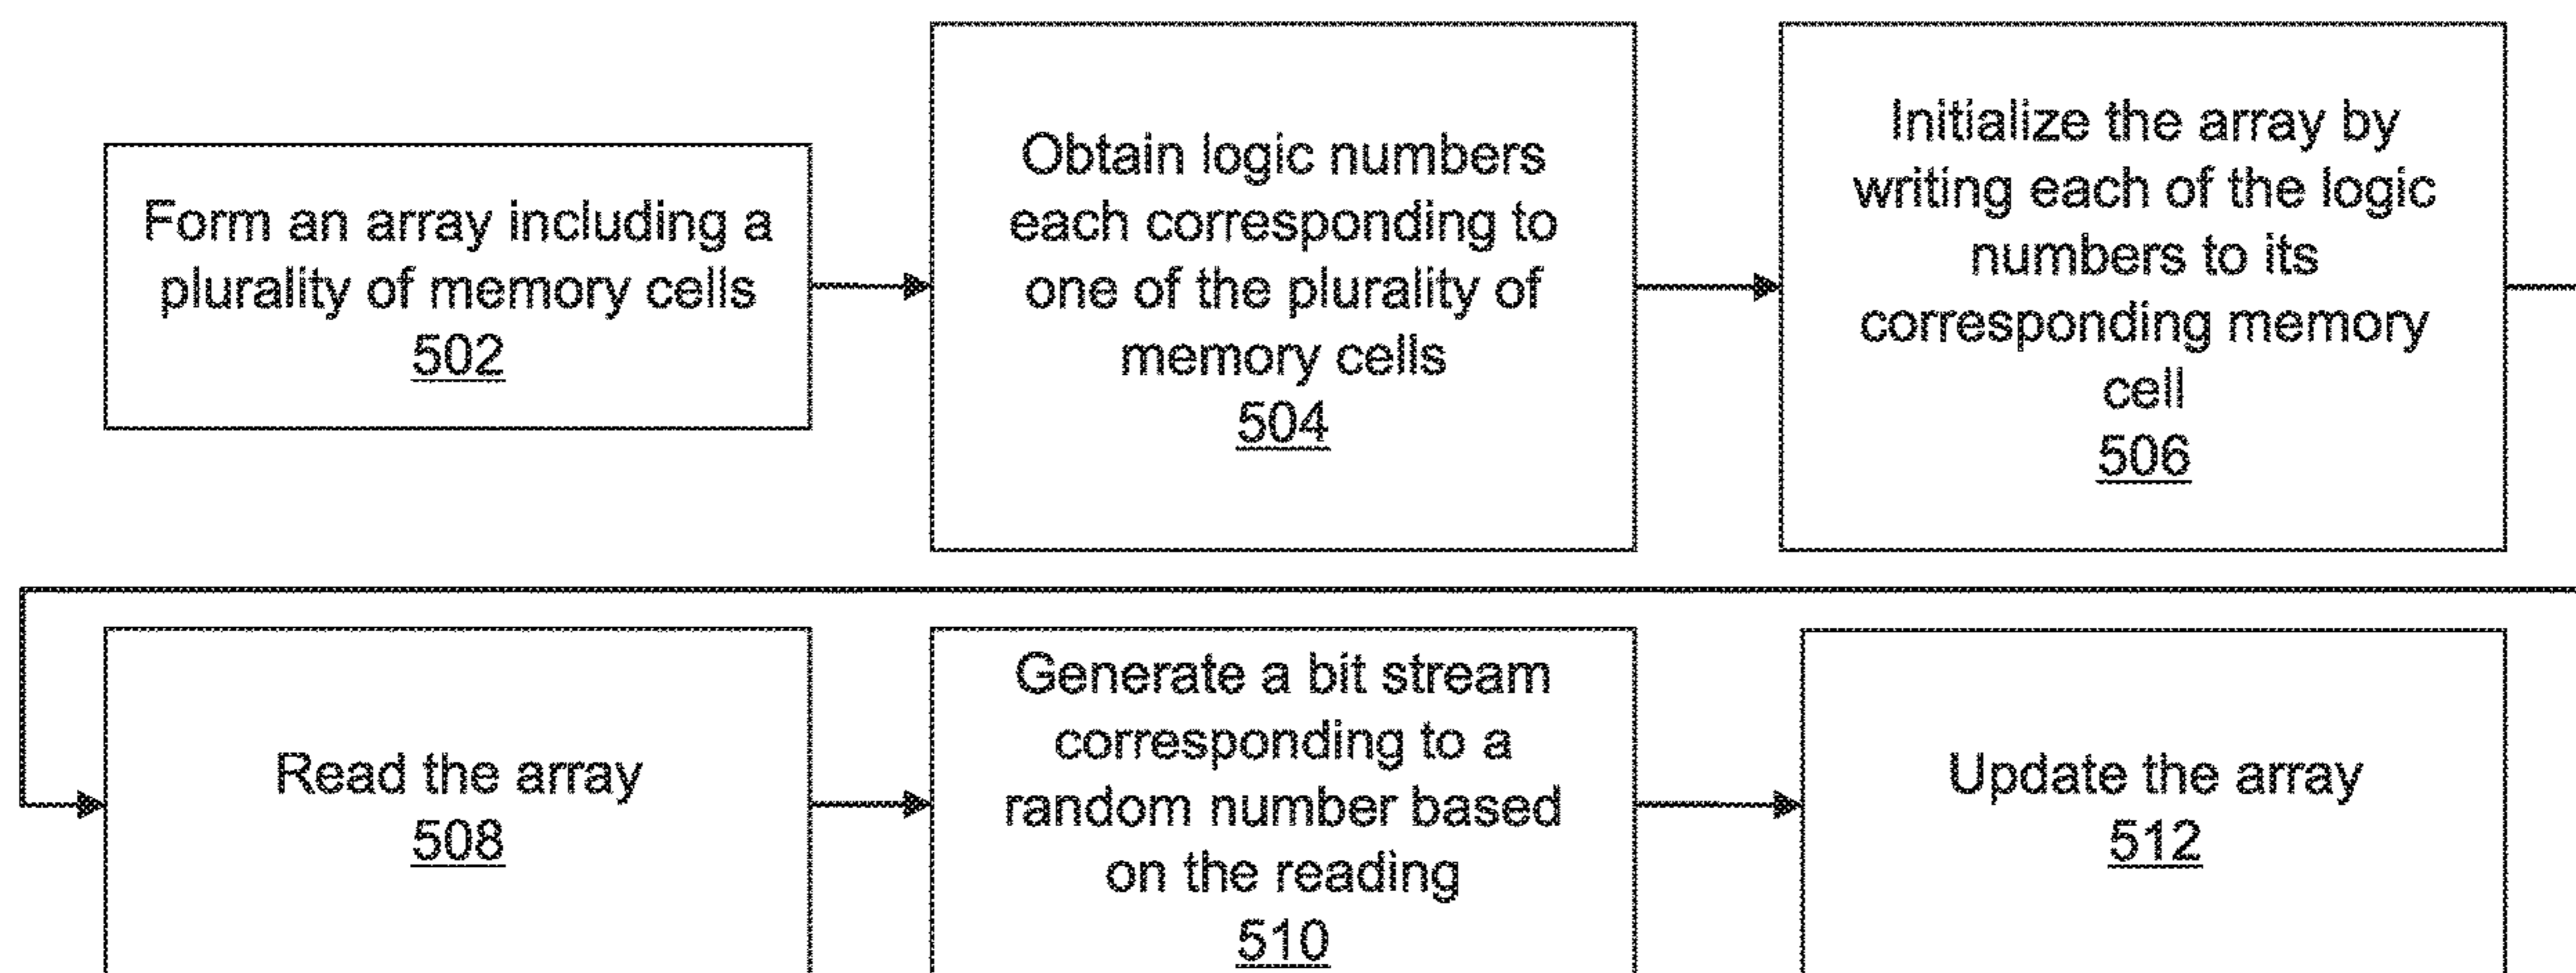 Form an array including a
plurality of memory cells
502
Obtain logic numbers
each corresponding to
one of the plurality of
memory cells
504
Initialize the array by
writing each of the logic
numbers to its
corresponding memory
cell
506
Read the array
508
Generate a bit stream
corresponding to a
random number based
on the reading
510
Update the array
512